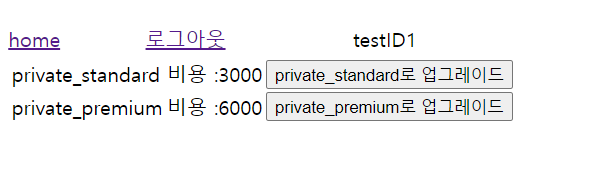 home 로그아웃 testID1
private_standard 비용 :3000 private_standard로 업그레이드
private_premium 비용 :6000 private_premium로 업그레이드